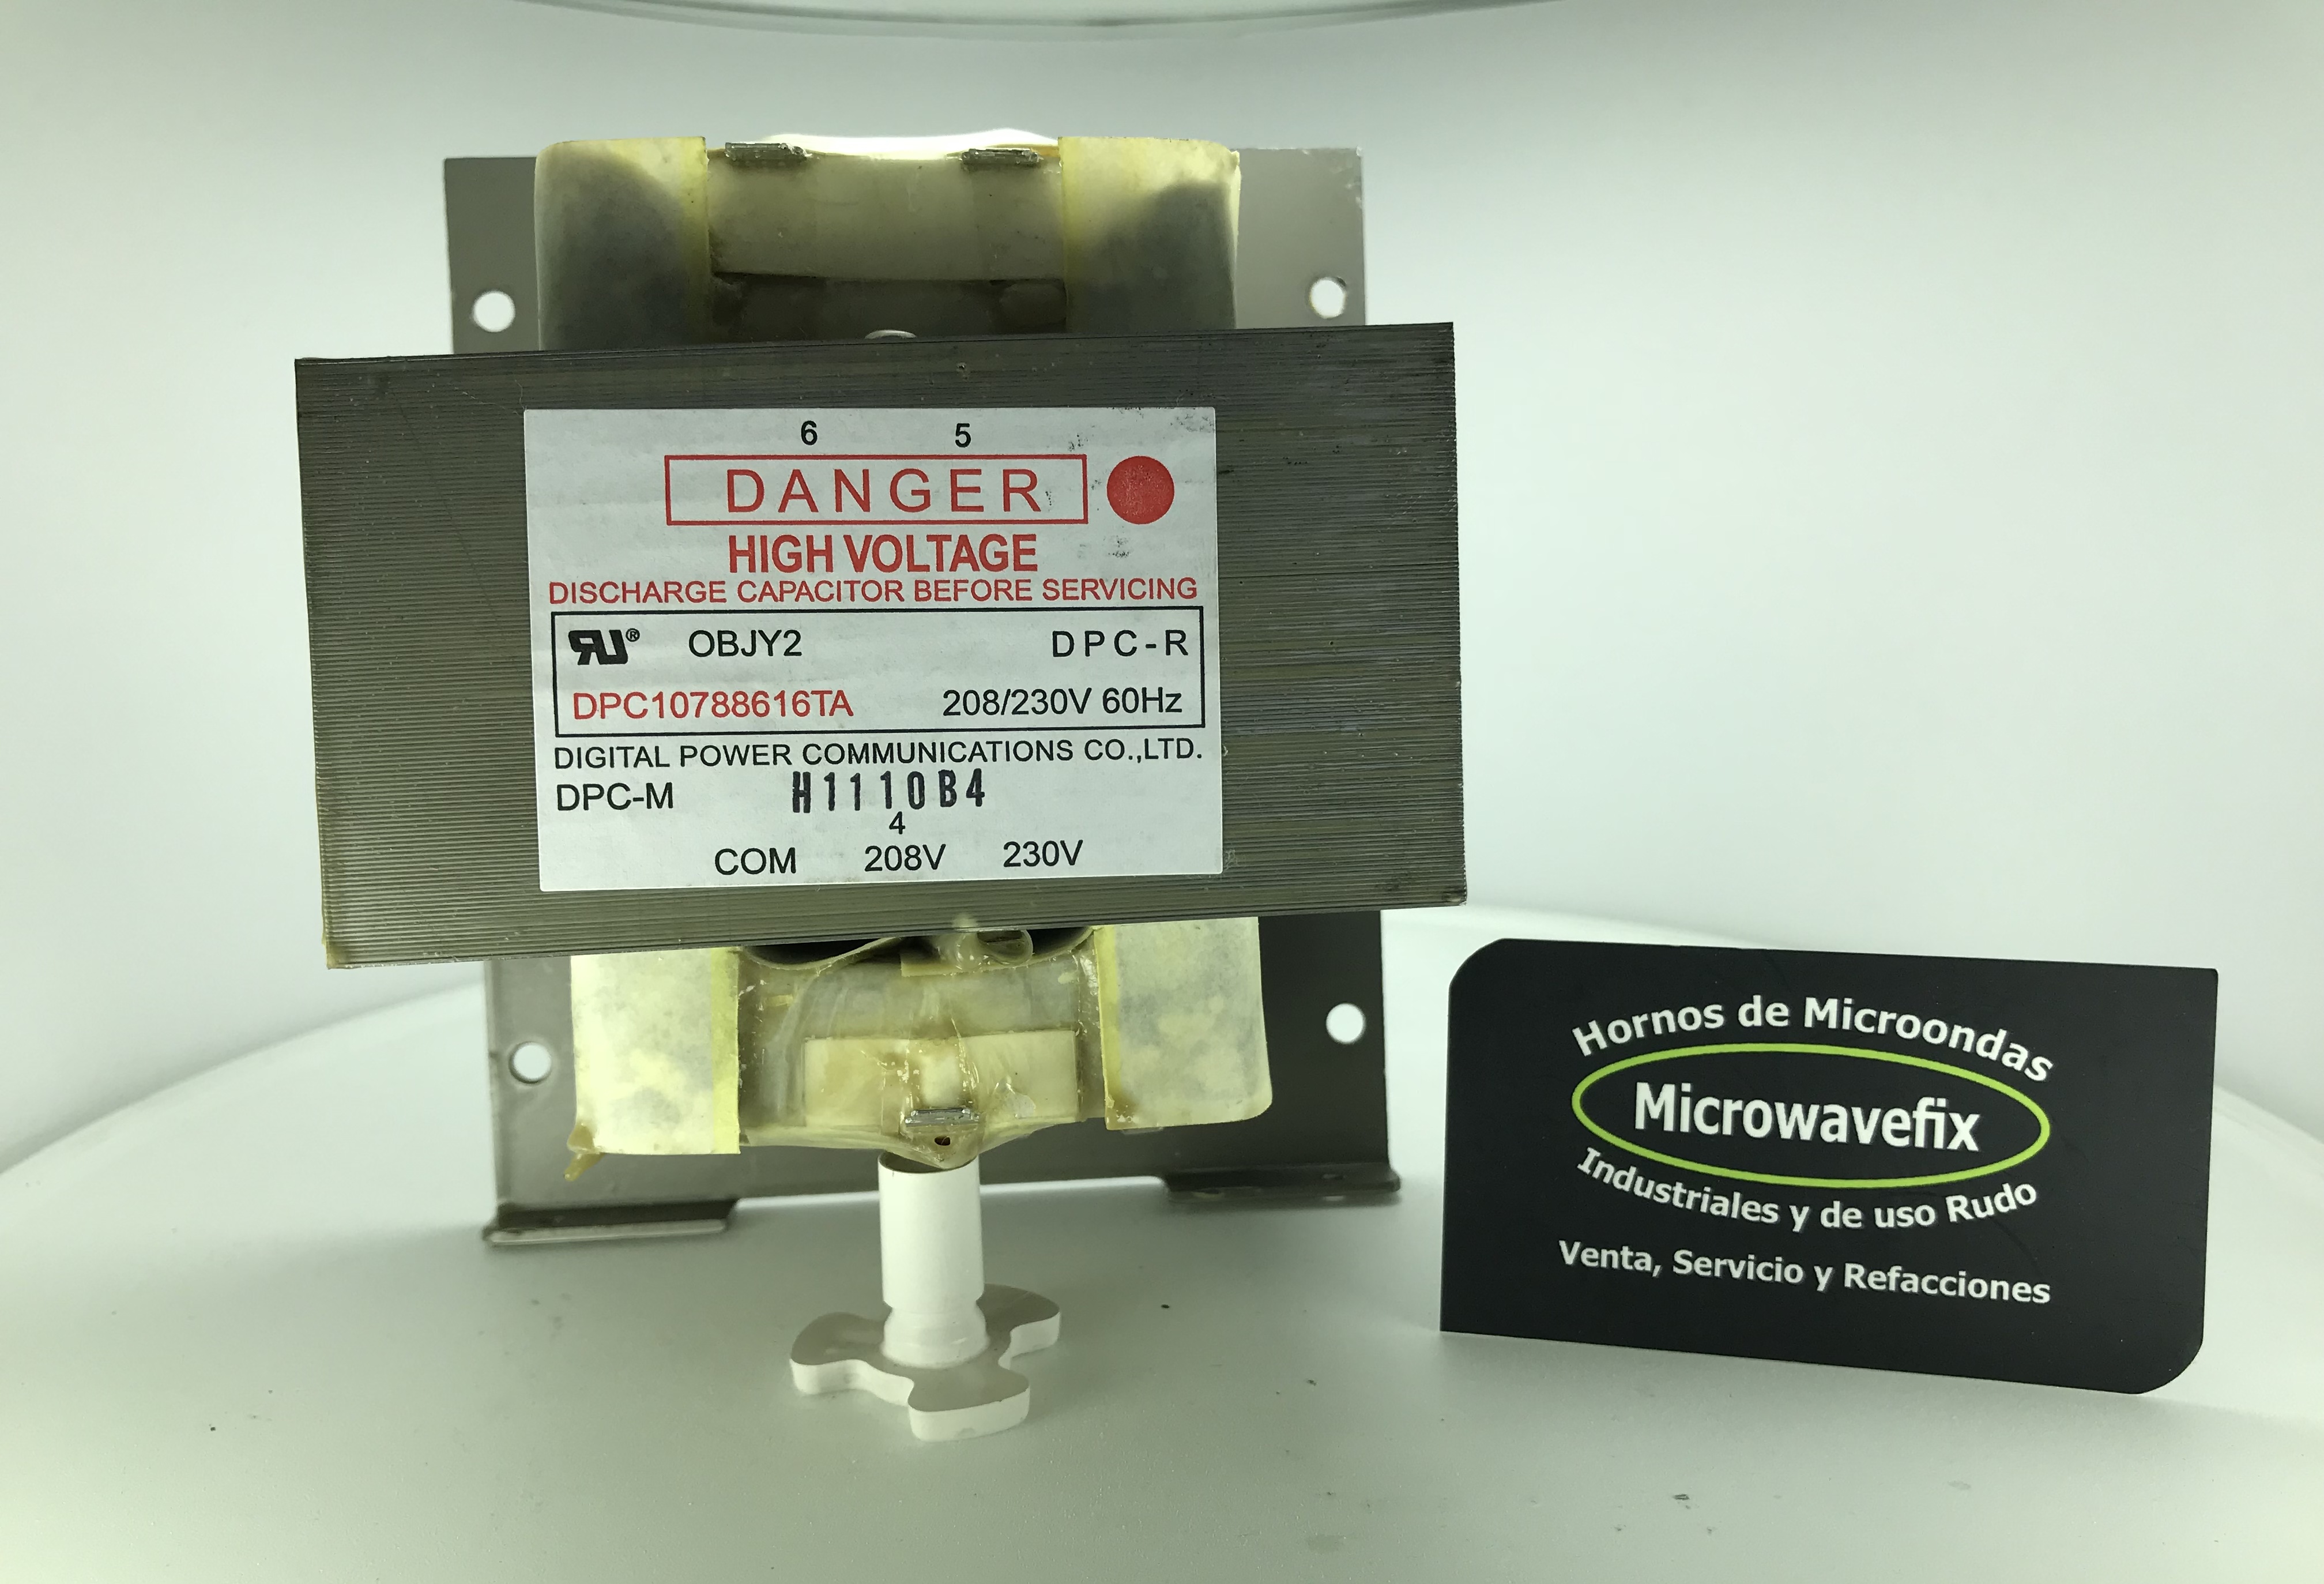 6 5
DANGER
HIGH VOLTAGE
DISCHARGE CAPACITOR BEFORE SERVICING
RU® OBJY2 DPC-R
DPC10788616TA 208/230V 60Hz
DIGITAL POWER COMMUNICATIONS CO.,LTD.
DPC-M H1110B4
4
COM 208V 230V
Hornos de Microondas
Microwavefix
Industriales y de uso Rudo
Venta, Servicio y Refacciones